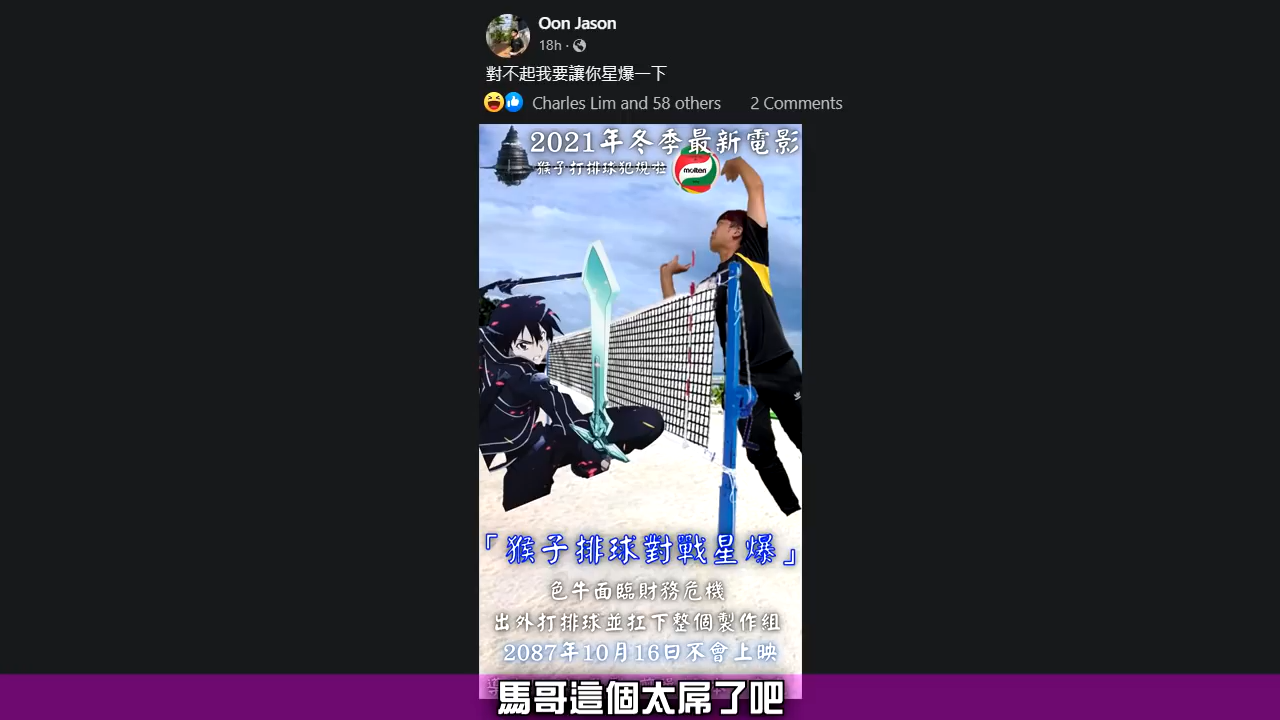 Oon Jason
18h
對不起我要讓你星爆一下
Charles Lim and 58 others
2 Comments
2021年冬季最新電影
猴子打排球犯規啦
molten
「猴子排球對戰星爆」
色牛面臨財務危機
出外打排球並扛下整個製作組
2087年10月16日不會上映
馬哥這個太屌了吧